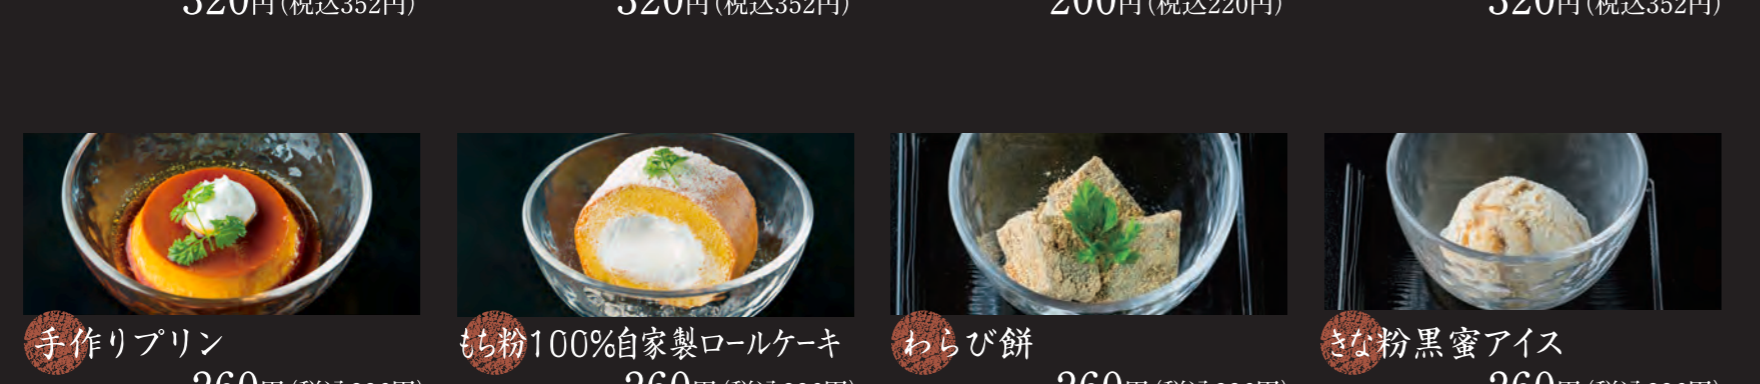 320円（税込352円） 320円（税込352円） 200円（税込220円） 320円（税込352円）
手作りプリン もち粉100%自家製ロールケーキ わらび餅 きな粉黒蜜アイス